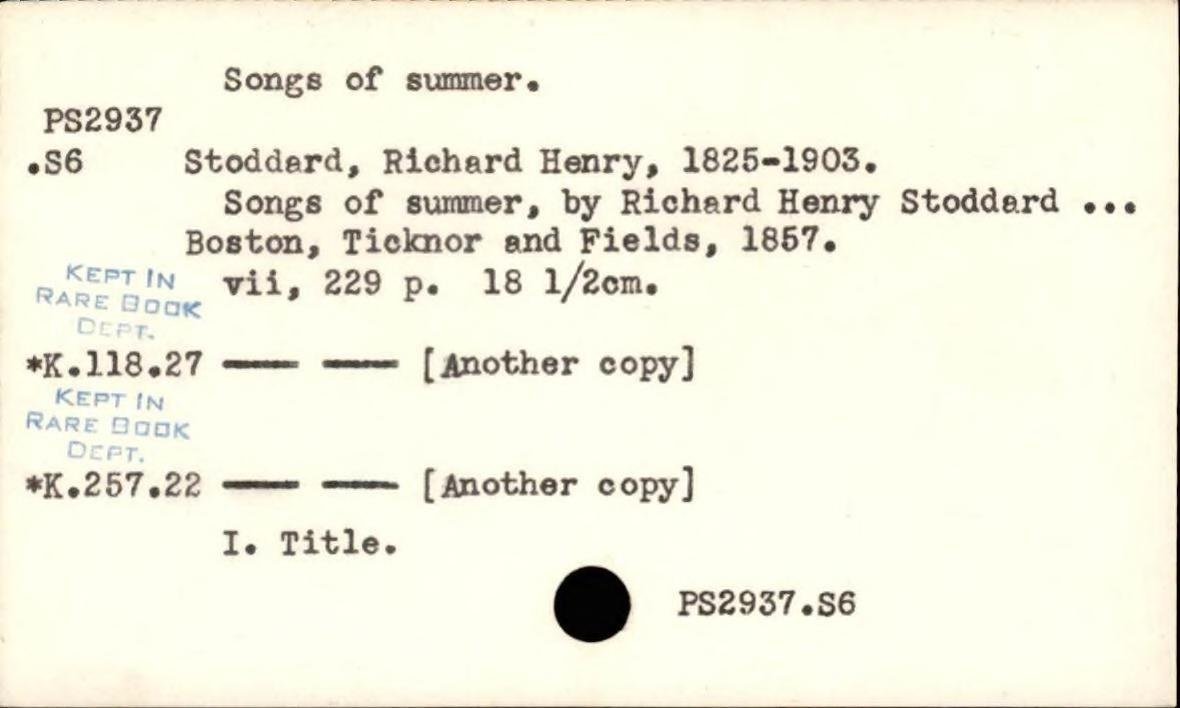 Songs of summer.
PS2937
.S6 Stoddard, Richard Henry, 1825-1903.
Songs of summer, by Richard Henry Stoddard ...
Boston, Ticknor and Fields, 1857.
vii, 229 p. 18 1/2cm.
KEPT IN
RARE BOOK
DEPT.
*K.118.27 —— —— [Another copy]
KEPT IN
RARE BOOK
DEPT.
*K.257.22 —— —— [Another copy]
I. Title.
PS2937.S6